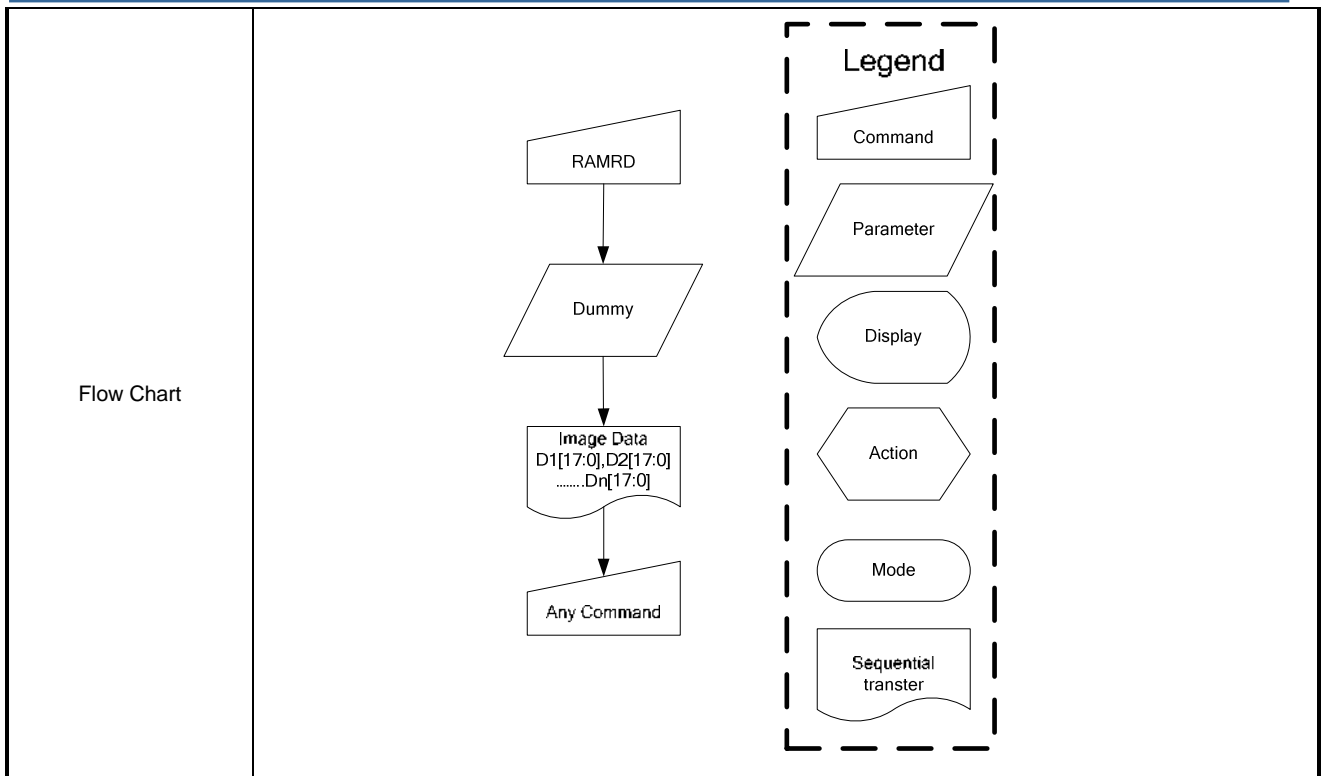 Flow Chart
RAMRD
Dummy
Image Data
D1[17:0],D2[17:0]
........Dn[17:0]
Any Command
Legend
Command
Parameter
Display
Action
Mode
Sequential
transter